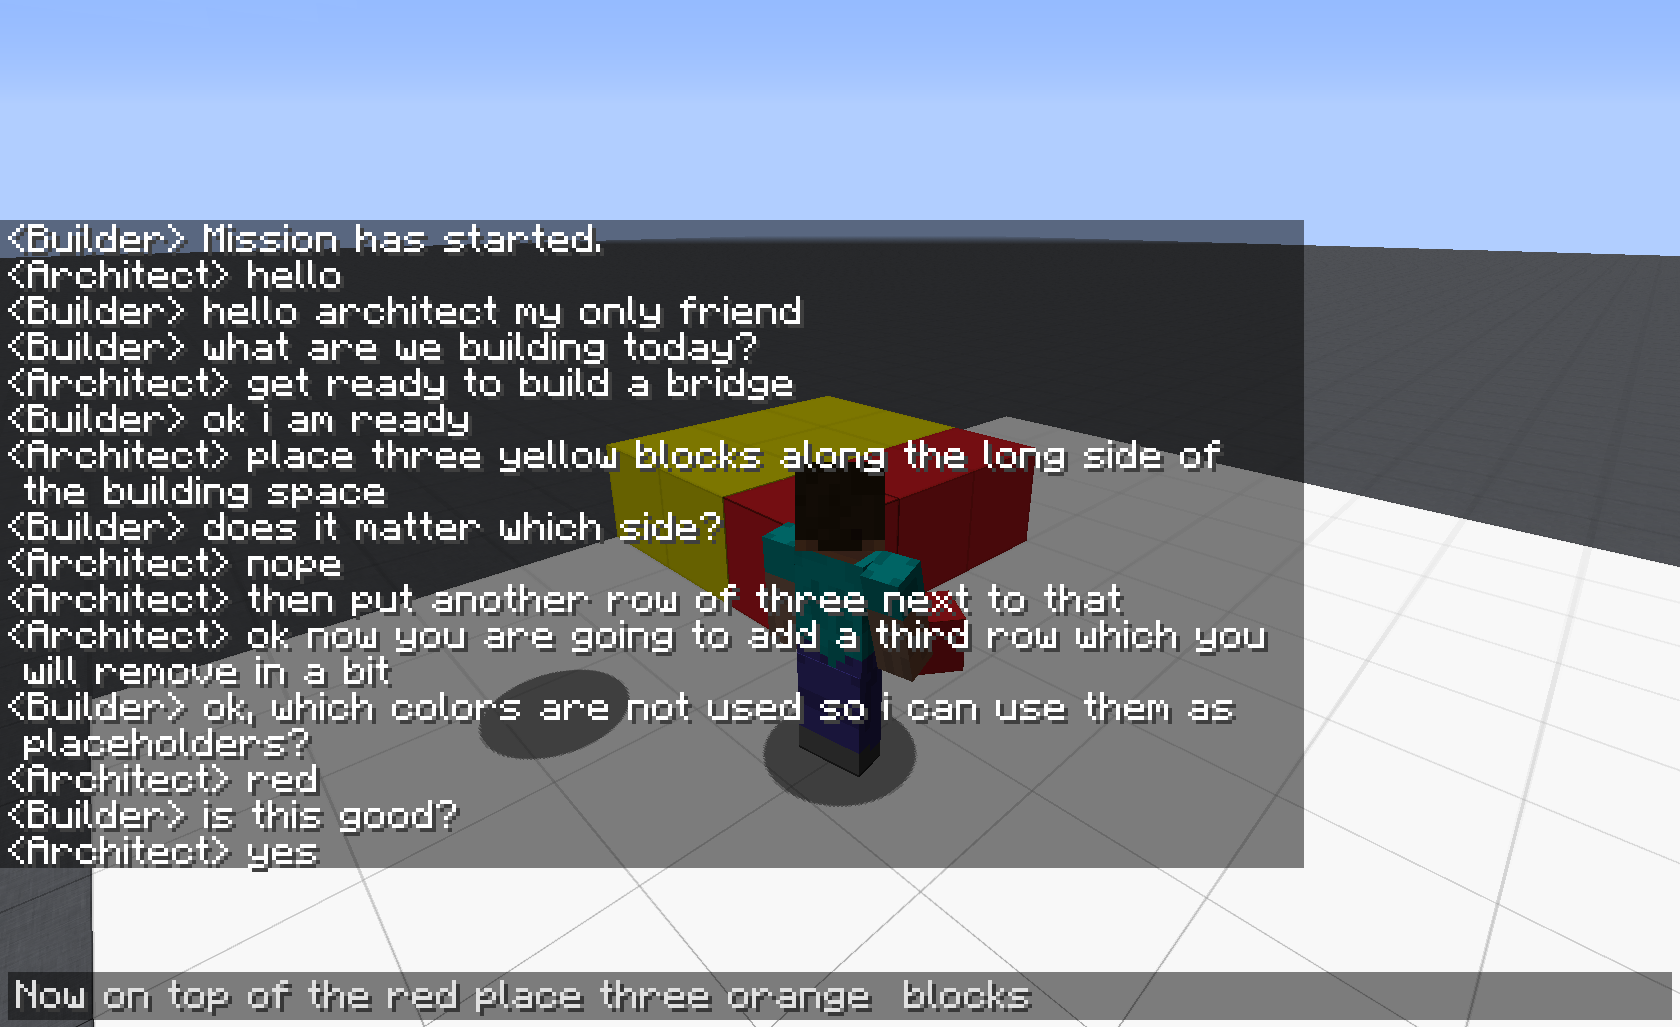 <Builder> Mission has started.
<Architect> hello
<Builder> hello architect my only friend
<Builder> what are we building today?
<Architect> get ready to build a bridge
<Builder> ok i am ready
<Architect> place three yellow blocks along the long side of
the building space
<Builder> does it matter which side?
<Architect> nope
<Architect> then put another row of three next to that
<Architect> ok now you are going to add a third row which you
will remove in a bit
<Builder> ok, which colors are not used so i can use them as
placeholders?
<Architect> red
<Builder> is this good?
<Architect> yes
Now on top of the red place three orange  blocks